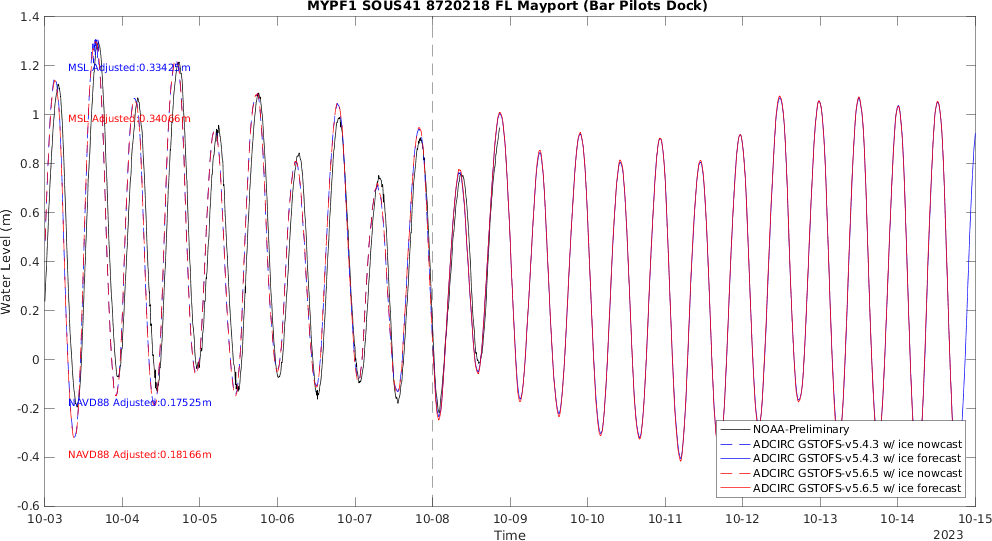 MYPF1 SOUS41 8720218 FL Mayport (Bar Pilots Dock)
1.4
1.2
1
0.8
0.6
0.4
0.2
0
-0.2
-0.4
-0.6
Water Level (m)
MSL Adjusted:0.33425m
MSL Adjusted:0.34066m
NAVD88 Adjusted:0.17525m
NAVD88 Adjusted:0.18166m
NOAA-Preliminary
ADCIRC GSTOFS-v5.4.3 w/ ice nowcast
ADCIRC GSTOFS-v5.4.3 w/ ice forecast
ADCIRC GSTOFS-v5.6.5 w/ ice nowcast
ADCIRC GSTOFS-v5.6.5 w/ ice forecast
10-03 10-04 10-05 10-06 10-07 10-08 10-09 10-10 10-11 10-12 10-13 10-14 10-15
Time
2023